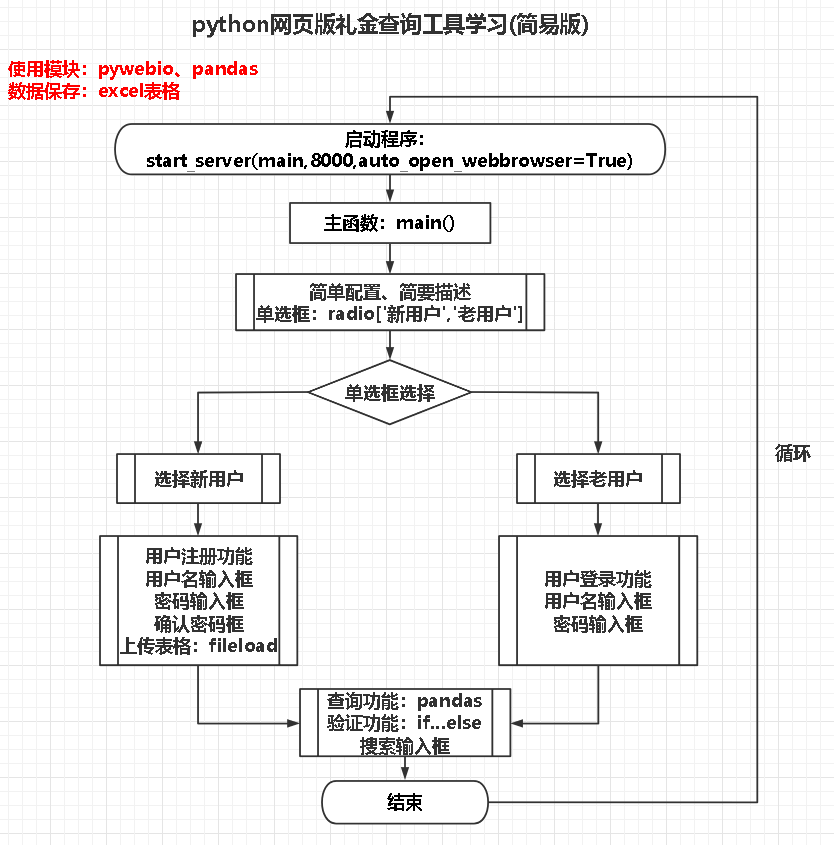 python网页版礼金查询工具学习(简易版)
使用模块：pywebio、pandas
数据保存：excel表格
启动程序：
start_server(main,8000,auto_open_webbrowser=True)
主函数：main()
简单配置、简要描述
单选框：radio['新用户','老用户']
单选框选择
选择新用户
选择老用户
循环
用户注册功能
用户名输入框
密码输入框
确认密码框
上传表格：fileload
用户登录功能
用户名输入框
密码输入框
查询功能：pandas
验证功能：if...else
搜索输入框
结束